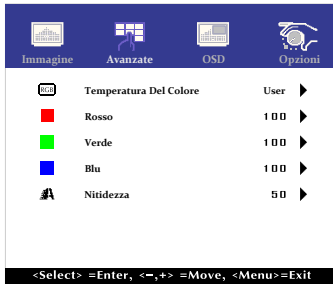 Immagine Avanzate OSD Opzioni
RGB Temperatura Del Colore User
Rosso 100
Verde 100
Blu 100
Nitidezza 50
<Select> =Enter, <−,+> =Move, <Menu>=Exit